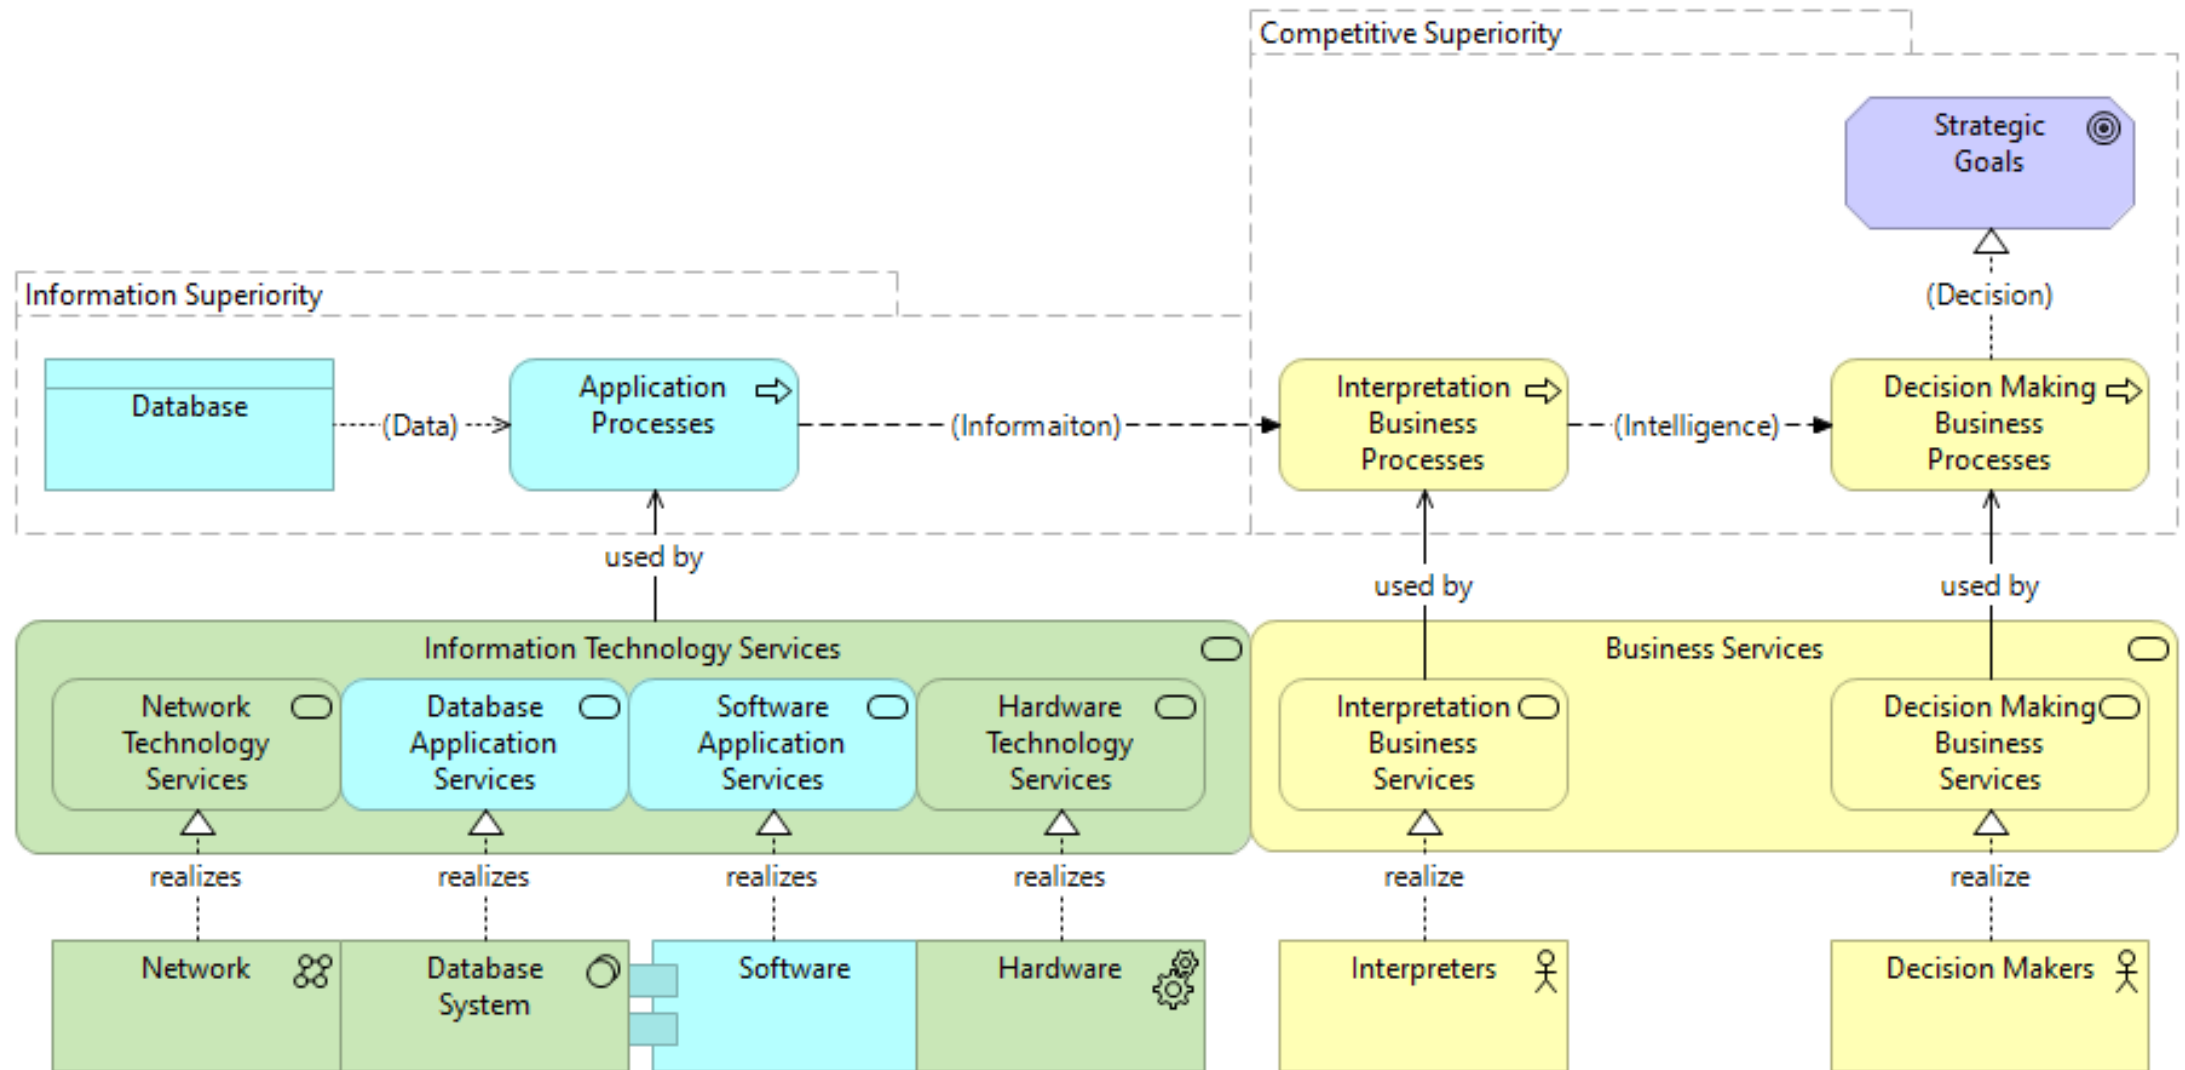 Competitive Superiority
Strategic
Goals
(Decision)
Information Superiority
Database
(Data)
Application
Processes
(Informaiton)
Interpretation
Business
Processes
(Intelligence)
Decision Making
Business
Processes
used by
used by
used by
Information Technology Services
Business Services
Network
Technology
Services
Database
Application
Services
Software
Application
Services
Hardware
Technology
Services
Interpretation
Business
Services
Decision Making
Business
Services
realizes
realizes
realizes
realizes
realize
realize
Network
Database
System
Software
Hardware
Interpreters
Decision Makers